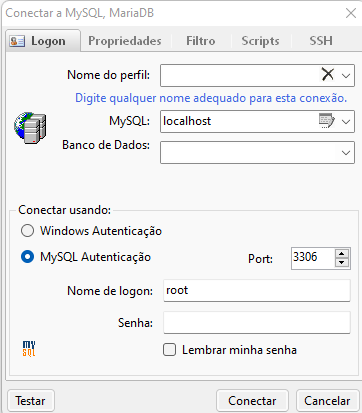 Conectar a MySQL, MariaDB
Logon Propriedades Filtro Scripts SSH
Nome do perfil:
Digite qualquer nome adequado para esta conexão.
MySQL: localhost
Banco de Dados:
Conectar usando:
Windows Autenticação
MySQL Autenticação Port: 3306
Nome de logon: root
Senha:
MY
SQL
Lembrar minha senha
Testar Conectar Cancelar